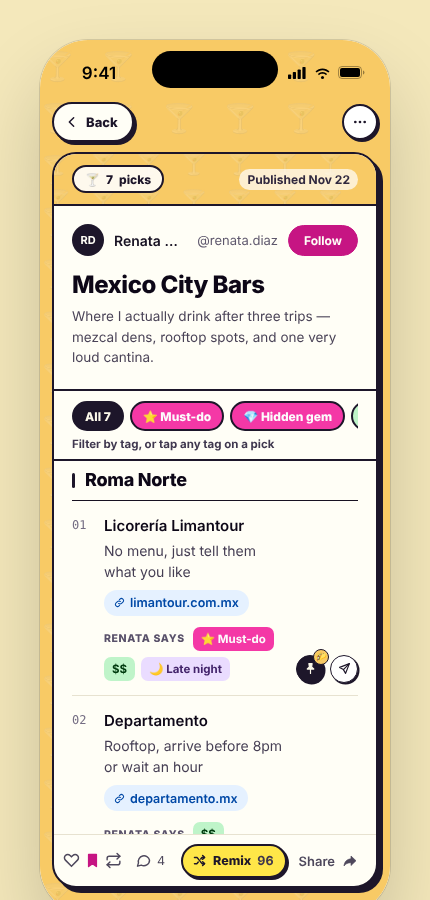 9:41
Back
🍸 7 picks
Published Nov 22
RD Renata ... @renata.diaz Follow
Mexico City Bars
Where I actually drink after three trips —
mezcal dens, rooftop spots, and one very
loud cantina.
All 7 ⭐ Must-do 💎 Hidden gem
Filter by tag, or tap any tag on a pick
Roma Norte
01 Licorería Limantour
No menu, just tell them
what you like
limantour.com.mx
RENATA SAYS ⭐ Must-do
$$ 🌙 Late night
02 Departamento
Rooftop, arrive before 8pm
or wait an hour
departamento.mx
RENATA SAYS $$
4 Remix 96 Share